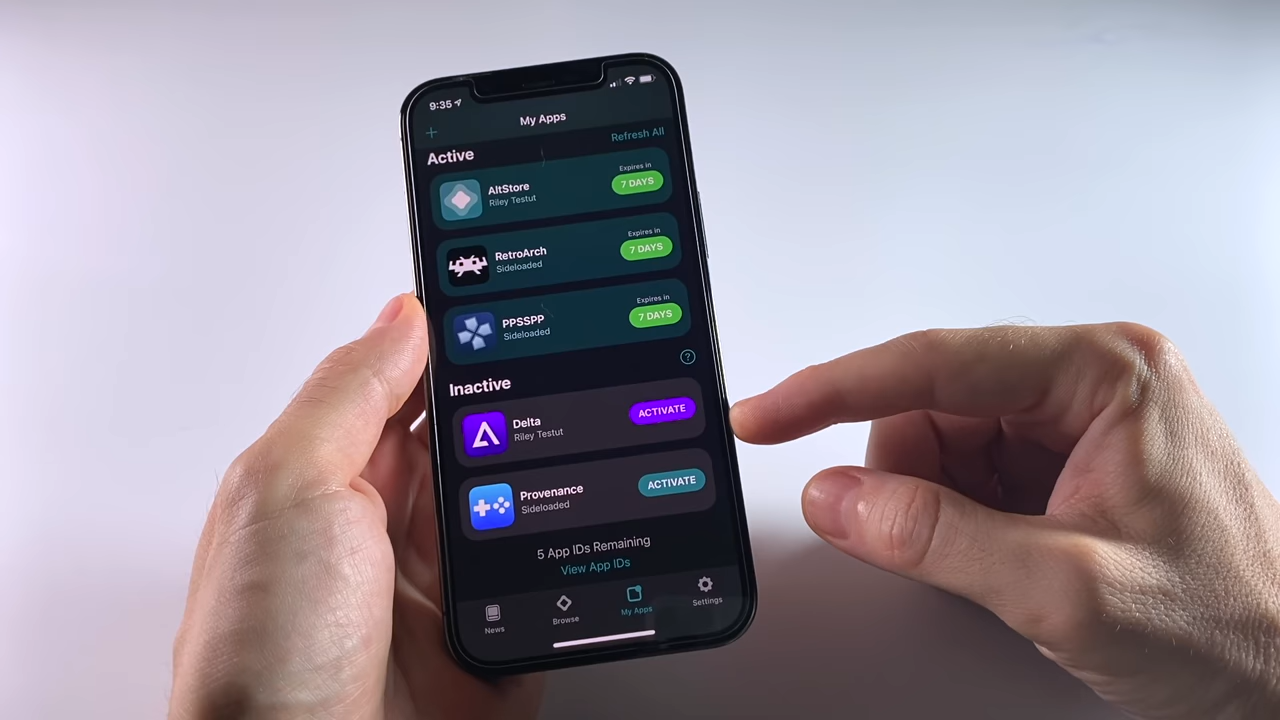 9:35
My Apps
Refresh All
Active
AltStore
Riley Testut
Expires in
7 DAYS
RetroArch
Sideloaded
Expires in
7 DAYS
PPSSPP
Sideloaded
Expires in
7 DAYS
Inactive
?
Delta
Riley Testut
ACTIVATE
Provenance
Sideloaded
ACTIVATE
5 App IDs Remaining
View App IDs
News
Browse
My Apps
Settings